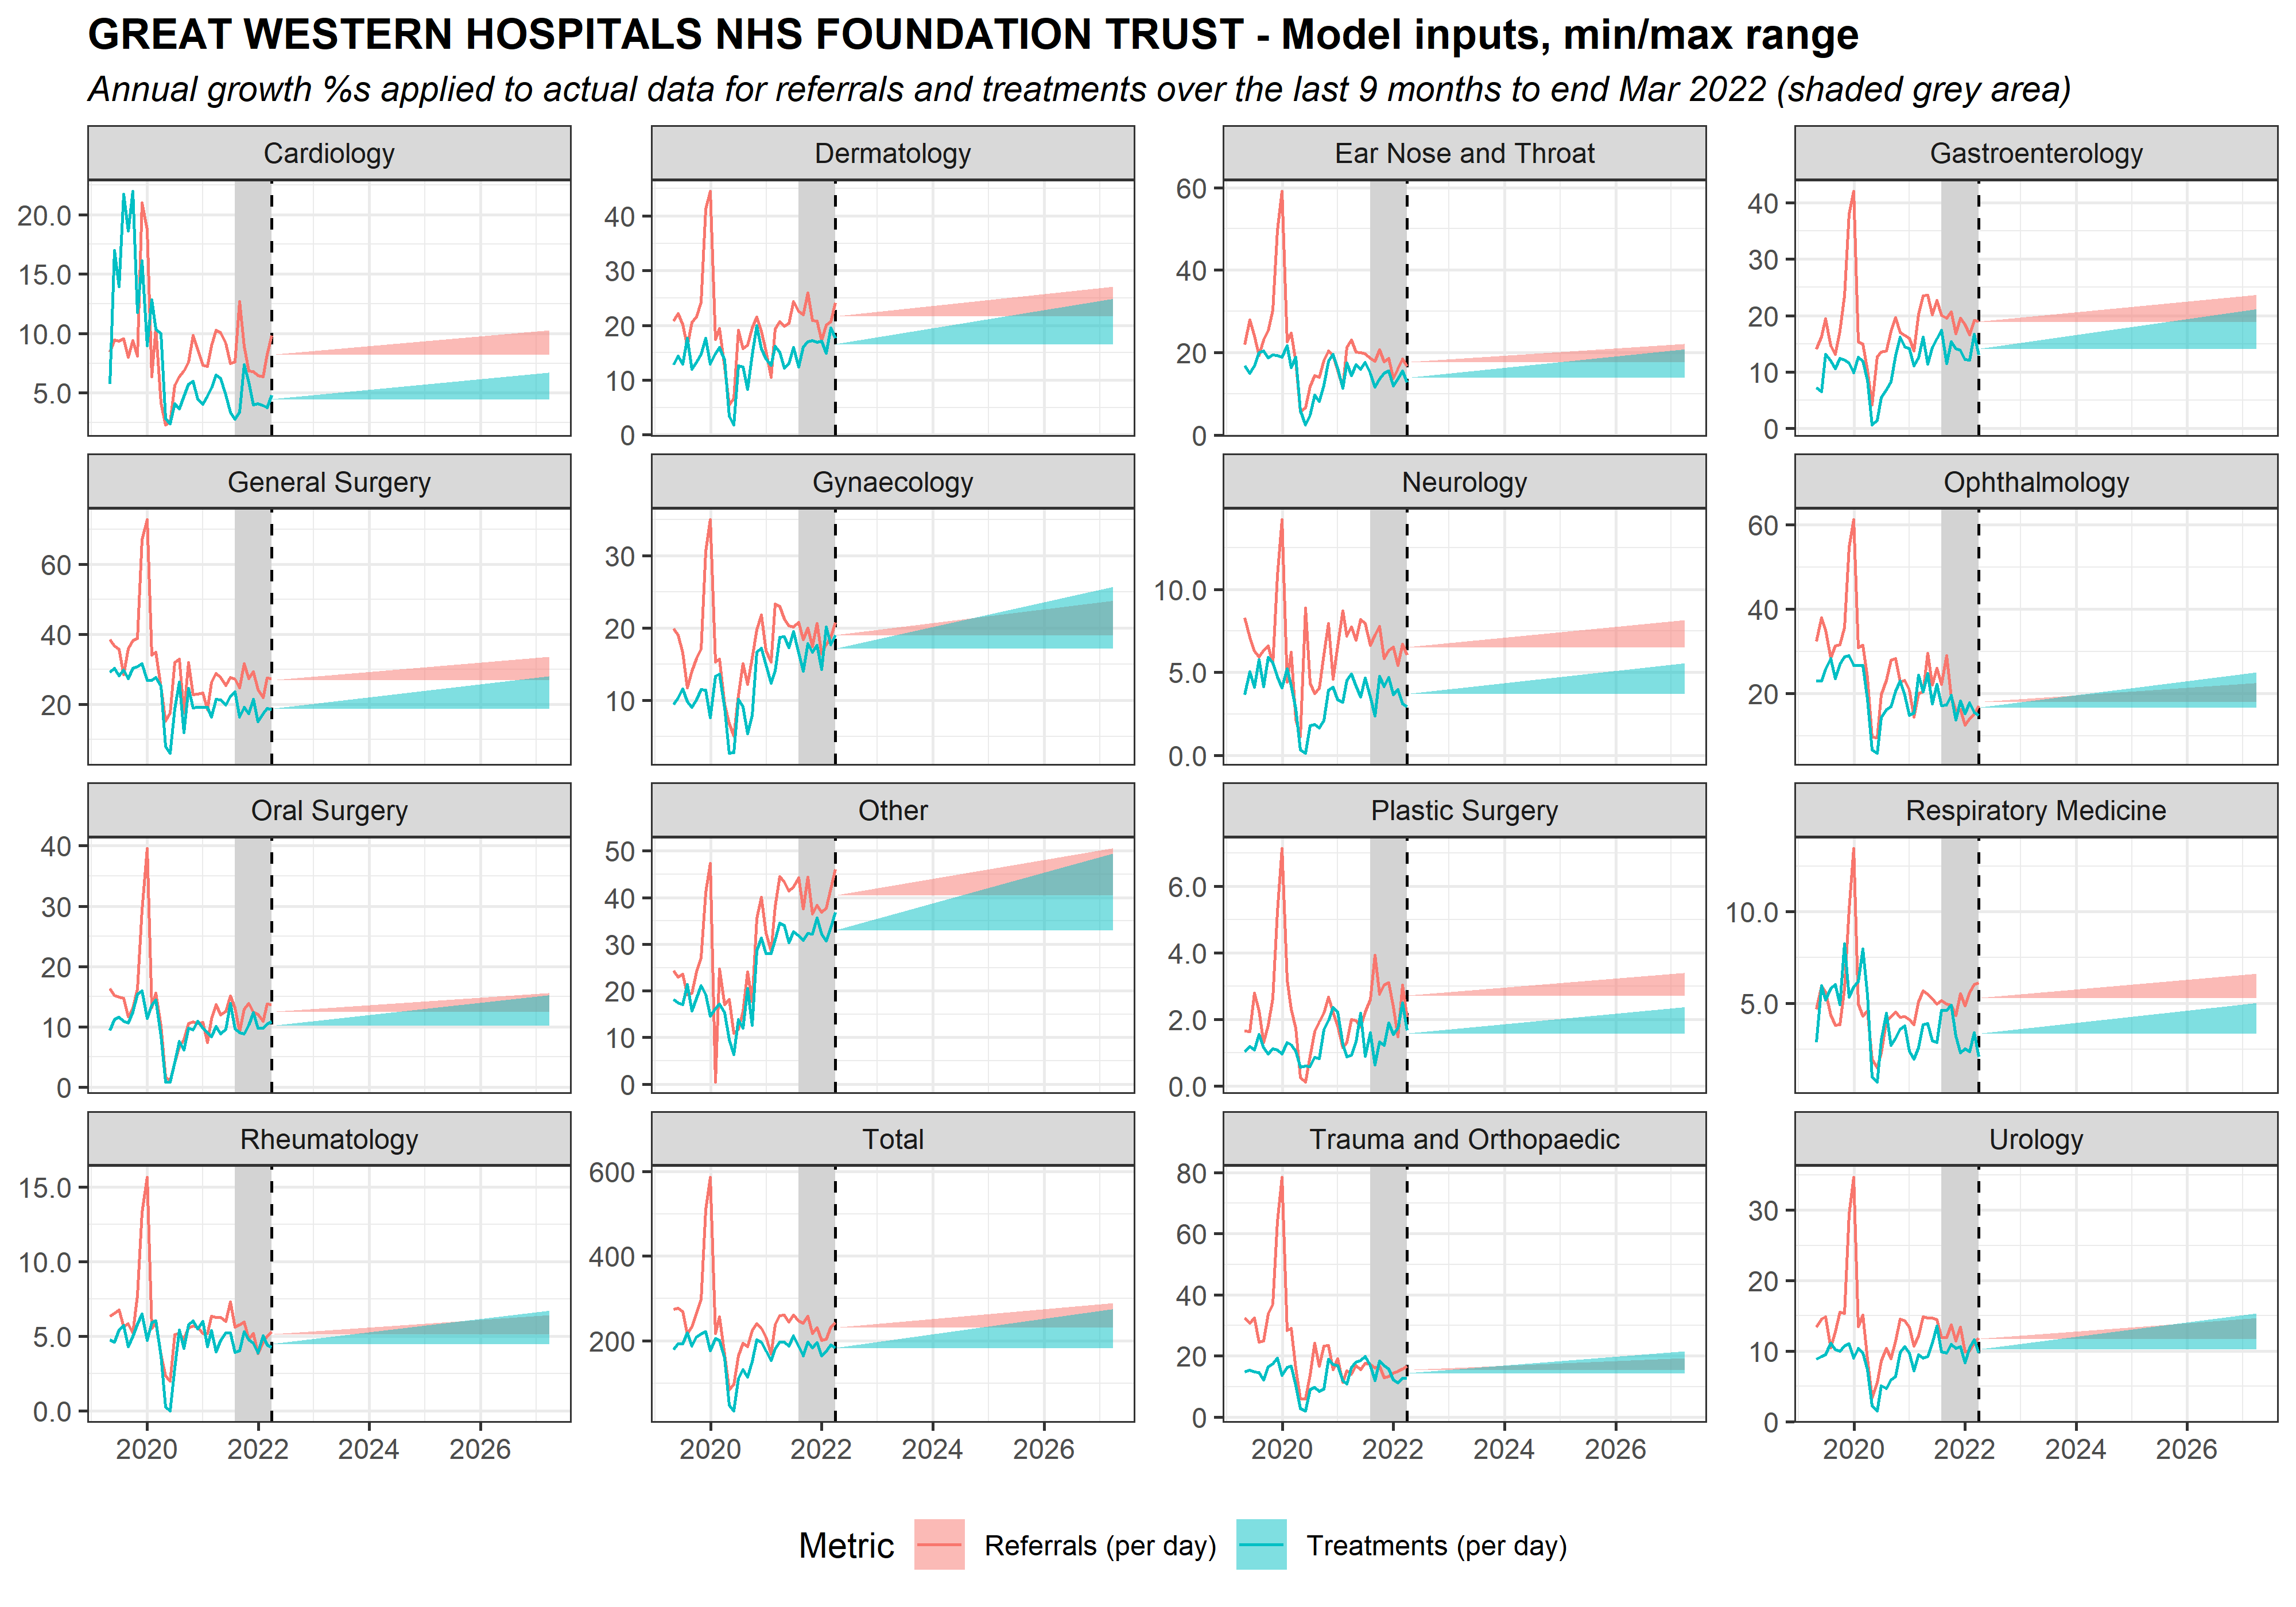 GREAT WESTERN HOSPITALS NHS FOUNDATION TRUST - Model inputs, min/max range
Annual growth %s applied to actual data for referrals and treatments over the last 9 months to end Mar 2022 (shaded grey area)
Cardiology
20.0
15.0
10.0
5.0
Dermatology
40
30
20
10
0
Ear Nose and Throat
60
40
20
0
Gastroenterology
40
30
20
10
0
General Surgery
60
40
20
Gynaecology
30
20
10
Neurology
10.0
5.0
0.0
Ophthalmology
60
40
20
Oral Surgery
40
30
20
10
0
Other
50
40
30
20
10
0
Plastic Surgery
6.0
4.0
2.0
0.0
Respiratory Medicine
10.0
5.0
Rheumatology
15.0
10.0
5.0
0.0
2020 2022 2024 2026
Total
600
400
200
2020 2022 2024 2026
Trauma and Orthopaedic
80
60
40
20
0
2020 2022 2024 2026
Urology
30
20
10
0
2020 2022 2024 2026
Metric Referrals (per day) Treatments (per day)